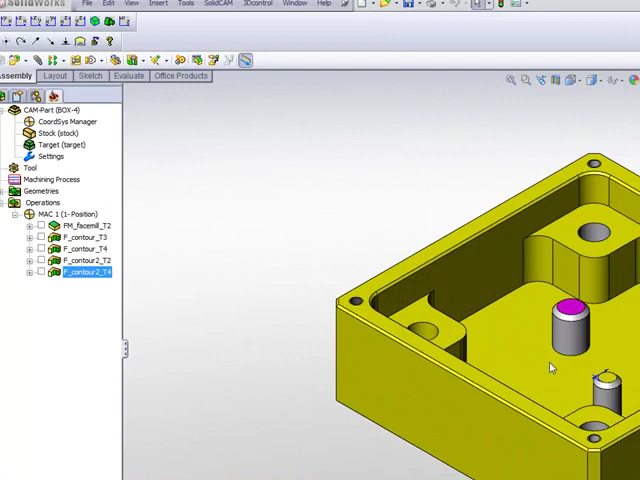 SolidWorks
File Edit View Insert Tools SolidCAM 3Dcontrol Window Help
Assembly Layout Sketch Evaluate Office Products
CAM-Part (BOX-4)
CoordSys Manager
Stock (stock)
Target (target)
Settings
Tool
Machining Process
Geometries
Operations
MAC 1 (1- Position)
FM_facemill_T2
F_contour_T3
F_contour_T4
F_contour2_T2
F_contour2_T4